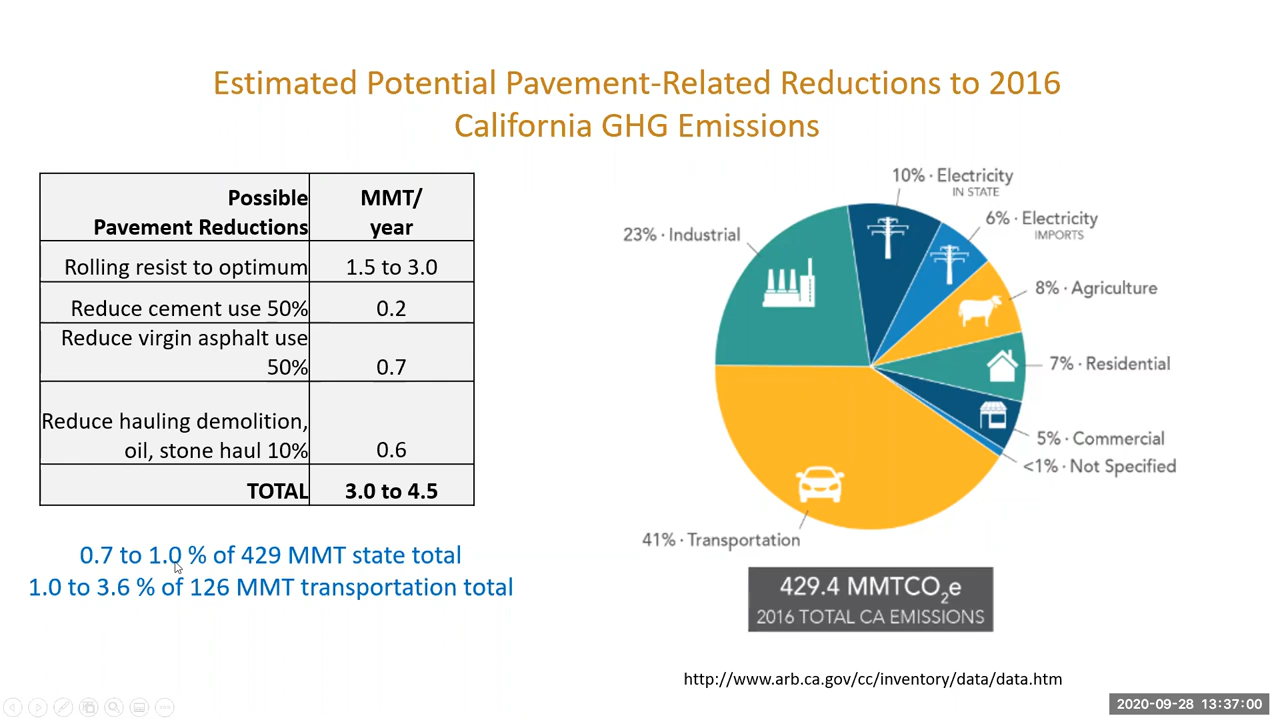 Estimated Potential Pavement-Related Reductions to 2016
California GHG Emissions
Possible
Pavement Reductions
MMT/
year
Rolling resist to optimum
1.5 to 3.0
Reduce cement use 50%
0.2
Reduce virgin asphalt use
50%
0.7
Reduce hauling demolition,
oil, stone haul 10%
0.6
TOTAL
3.0 to 4.5
0.7 to 1.0 % of 429 MMT state total
1.0 to 3.6 % of 126 MMT transportation total
10% · Electricity
IN STATE
6% · Electricity
IMPORTS
23% · Industrial
8% · Agriculture
7% · Residential
5% · Commercial
<1% · Not Specified
41% · Transportation
429.4 MMTCO2e
2016 TOTAL CA EMISSIONS
http://www.arb.ca.gov/cc/inventory/data/data.htm
2020-09-28 13:37:00